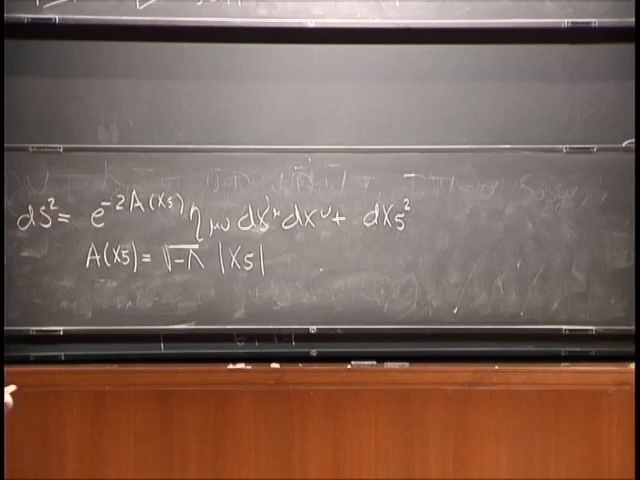 ds² = e^{-2A(x₅)} η_{μν} dx^μ dx^ν + dx₅²
A(x₅) = √-Λ |x₅|